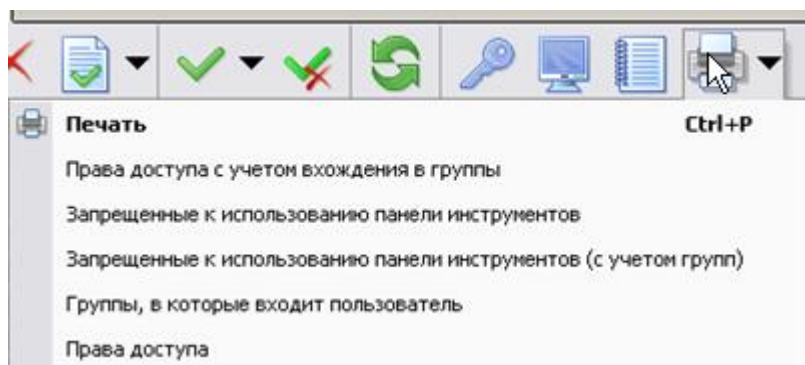 Печать Ctrl+P
Права доступа с учетом вхождения в группы
Запрещенные к использованию панели инструментов
Запрещенные к использованию панели инструментов (с учетом групп)
Группы, в которые входит пользователь
Права доступа